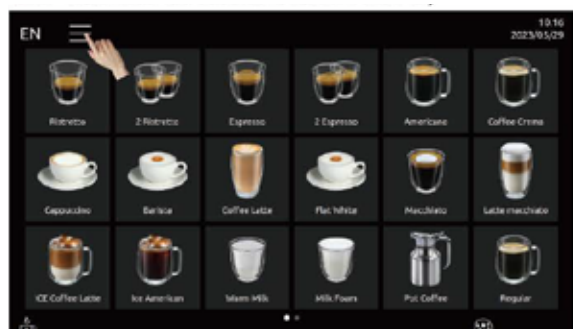 EN
10:16
2023/05/29
Ristretto
2 Ristretto
Espresso
2 Espresso
Americano
Coffee Crema
Cappuccino
Barista
Coffee Latte
Flat White
Macchiato
Latte macchiato
ICE Coffee Latte
Ice American
Warm Milk
Milk Foam
Pot Coffee
Regular